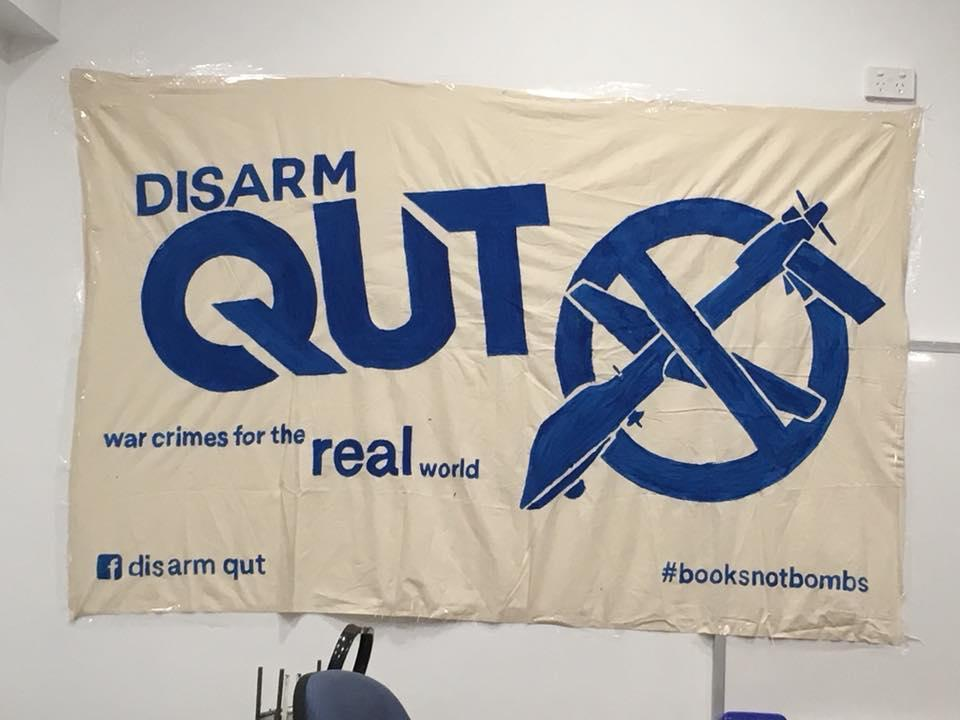 DISARM
QUT
war crimes for the real world
f disarm qut
#booksnotbombs